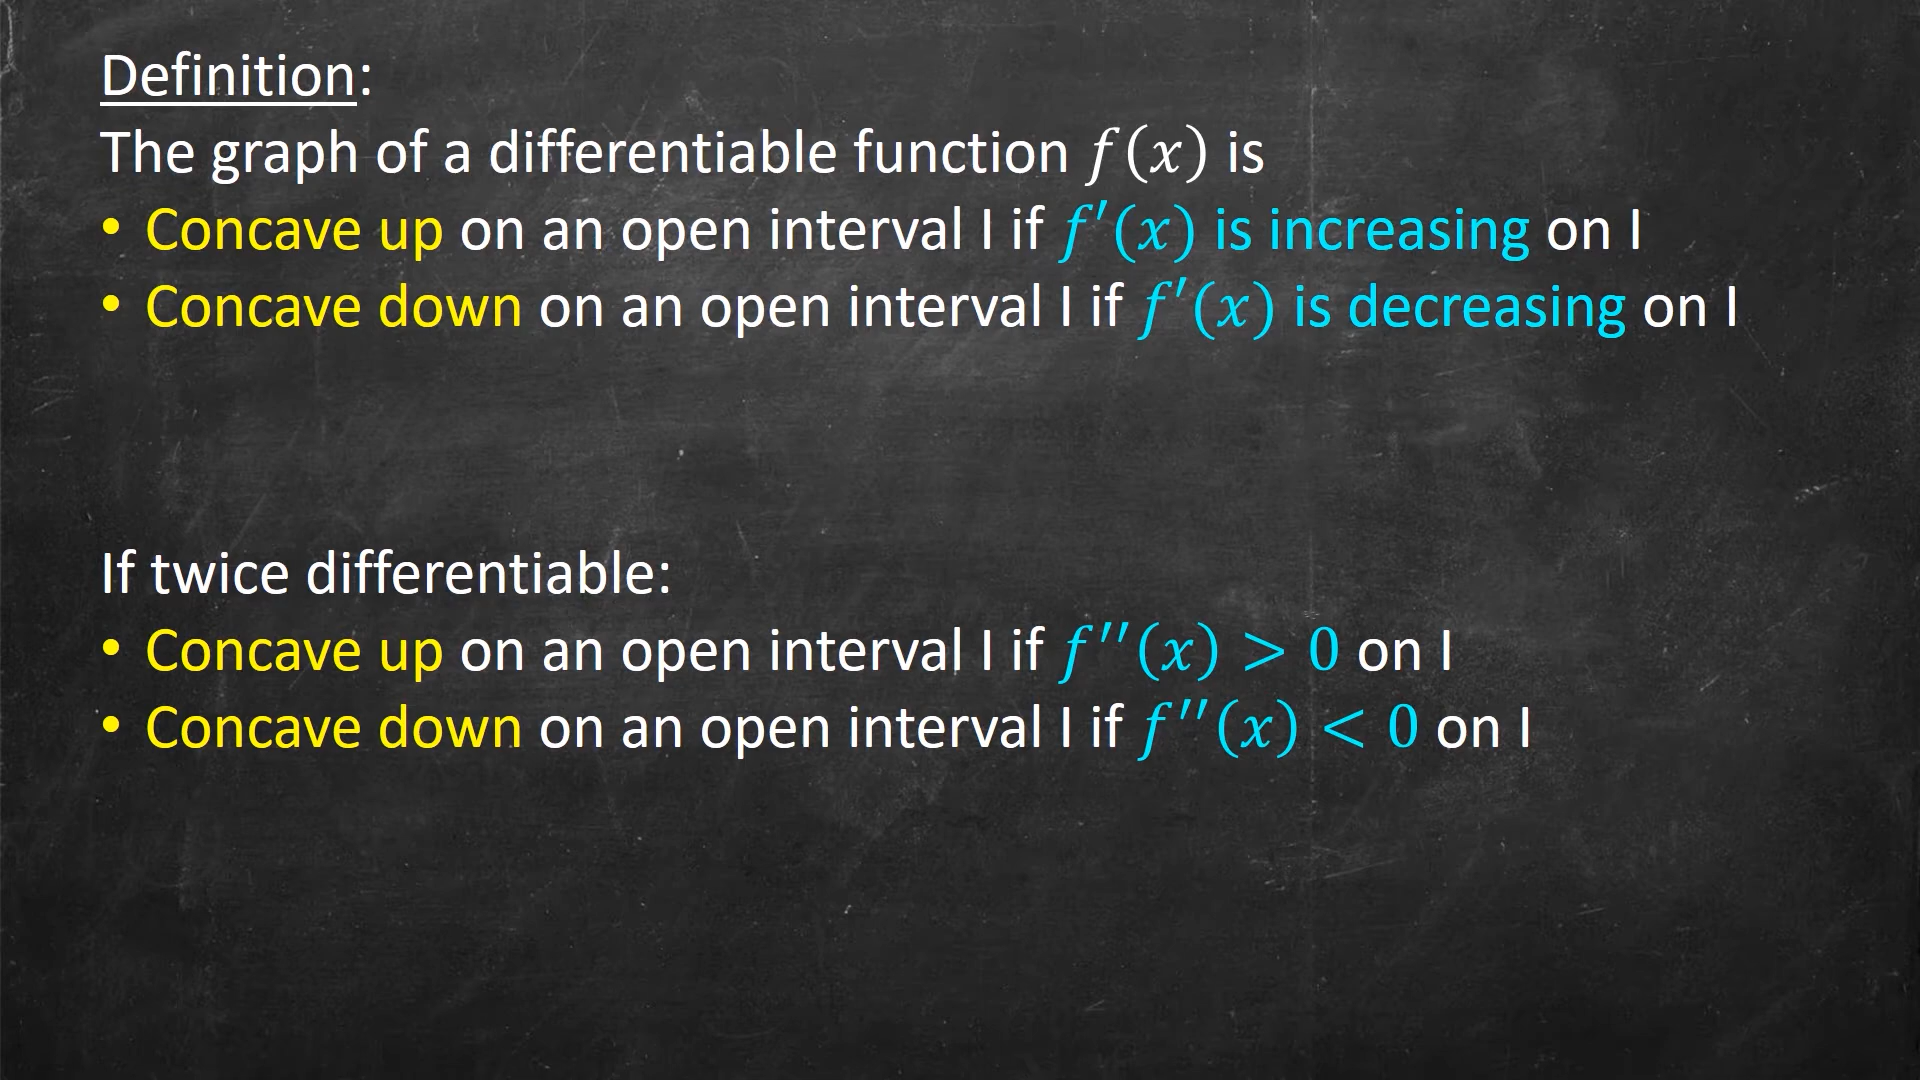 Definition:
The graph of a differentiable function f(x) is
• Concave up on an open interval I if f′(x) is increasing on I
• Concave down on an open interval I if f′(x) is decreasing on I
If twice differentiable:
• Concave up on an open interval I if f′′(x) > 0 on I
• Concave down on an open interval I if f′′(x) < 0 on I